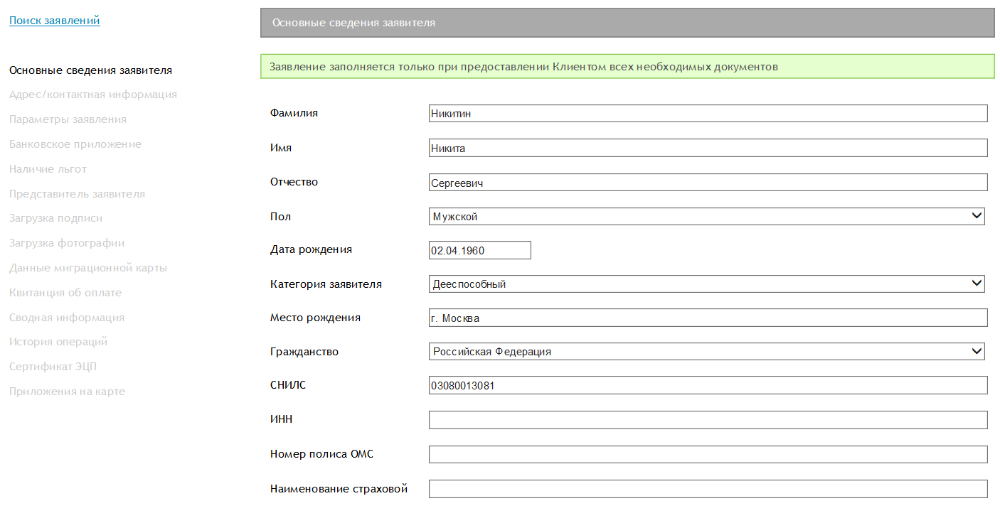 Поиск заявлений
Основные сведения заявителя
Адрес/контактная информация
Параметры заявления
Банковское приложение
Наличие льгот
Представитель заявителя
Загрузка подписи
Загрузка фотографии
Данные миграционной карты
Квитанция об оплате
Сводная информация
История операций
Сертификат ЭЦП
Приложения на карте
Основные сведения заявителя
Заявление заполняется только при предоставлении Клиентом всех необходимых документов
Фамилия Никитин
Имя Никита
Отчество Сергеевич
Пол Мужской
Дата рождения 02.04.1960
Категория заявителя Дееспособный
Место рождения г. Москва
Гражданство Российская Федерация
СНИЛС 03080013081
ИНН
Номер полиса ОМС
Наименование страховой